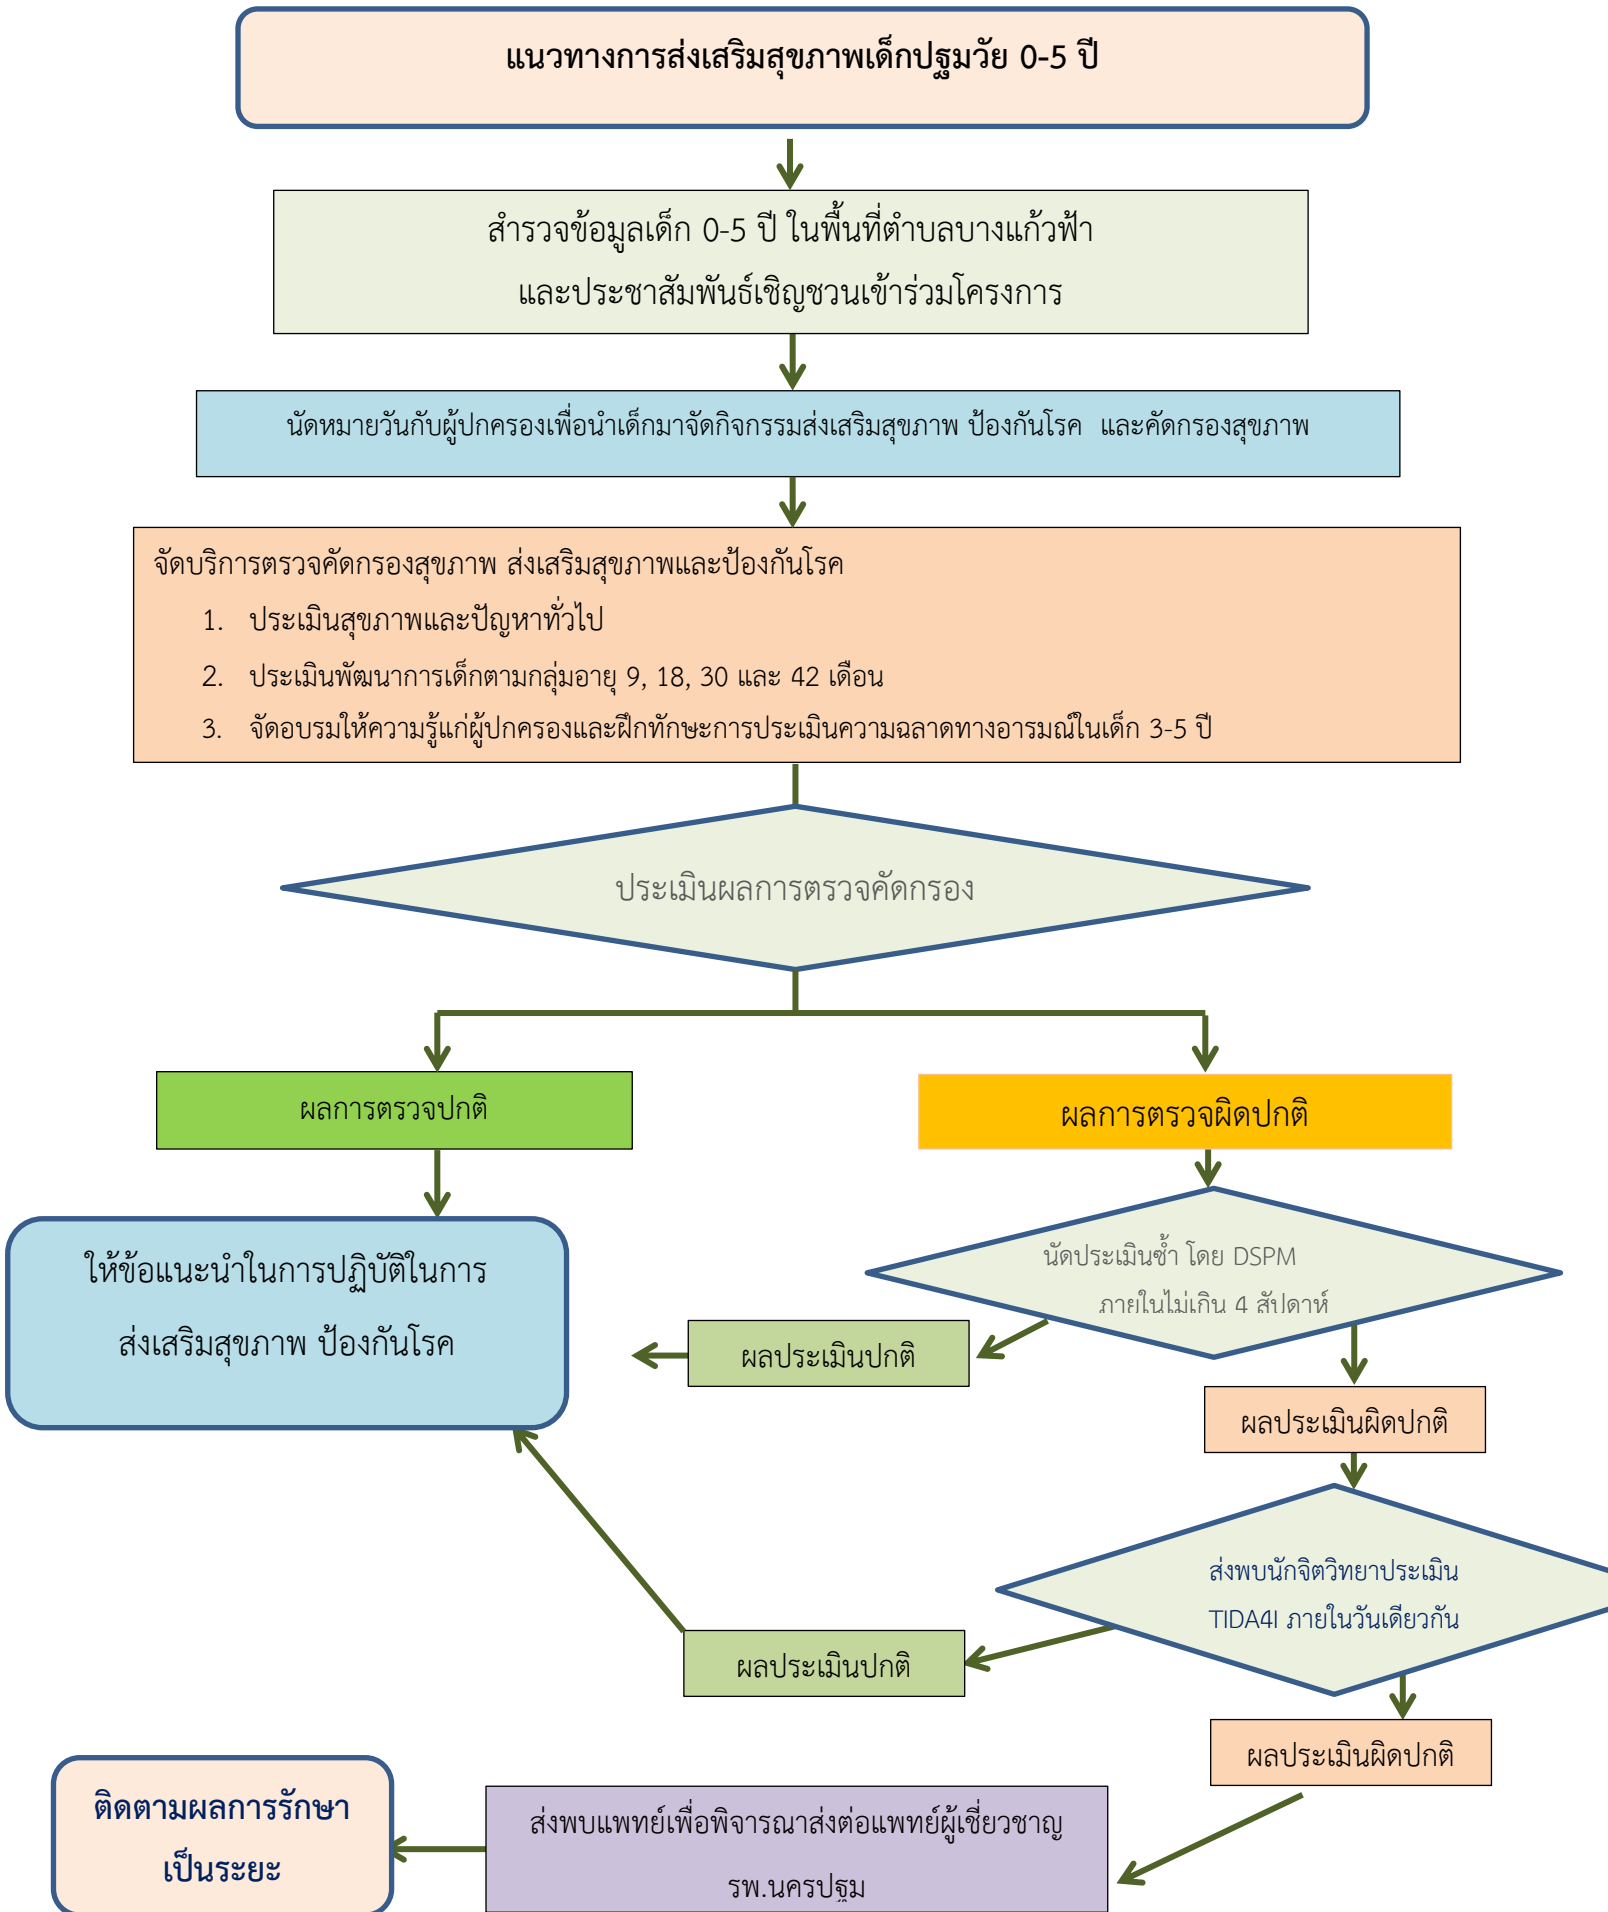 แนวทางการส่งเสริมสุขภาพเด็กปฐมวัย 0-5 ปี
สำรวจข้อมูลเด็ก 0-5 ปี ในพื้นที่ตำบลบางแก้วฟ้า
และประชาสัมพันธ์เชิญชวนเข้าร่วมโครงการ
นัดหมายวันกับผู้ปกครองเพื่อนำเด็กมาจัดกิจกรรมส่งเสริมสุขภาพ ป้องกันโรค และคัดกรองสุขภาพ
จัดบริการตรวจคัดกรองสุขภาพ ส่งเสริมสุขภาพและป้องกันโรค
1. ประเมินสุขภาพและปัญหาทั่วไป
2. ประเมินพัฒนาการเด็กตามกลุ่มอายุ 9, 18, 30 และ 42 เดือน
3. จัดอบรมให้ความรู้แก่ผู้ปกครองและฝึกทักษะการประเมินความฉลาดทางอารมณ์ในเด็ก 3-5 ปี
ประเมินผลการตรวจคัดกรอง
ผลการตรวจปกติ
ผลการตรวจผิดปกติ
ให้ข้อแนะนำในการปฏิบัติในการ
ส่งเสริมสุขภาพ ป้องกันโรค
นัดประเมินซ้ำ โดย DSPM
ภายในไม่เกิน 4 สัปดาห์
ผลประเมินปกติ
ผลประเมินผิดปกติ
ส่งพบนักจิตวิทยาประเมิน
TIDA4I ภายในวันเดียวกัน
ผลประเมินปกติ
ผลประเมินผิดปกติ
ส่งพบแพทย์เพื่อพิจารณาส่งต่อแพทย์ผู้เชี่ยวชาญ
รพ.นครปฐม
ติดตามผลการรักษา
เป็นระยะ